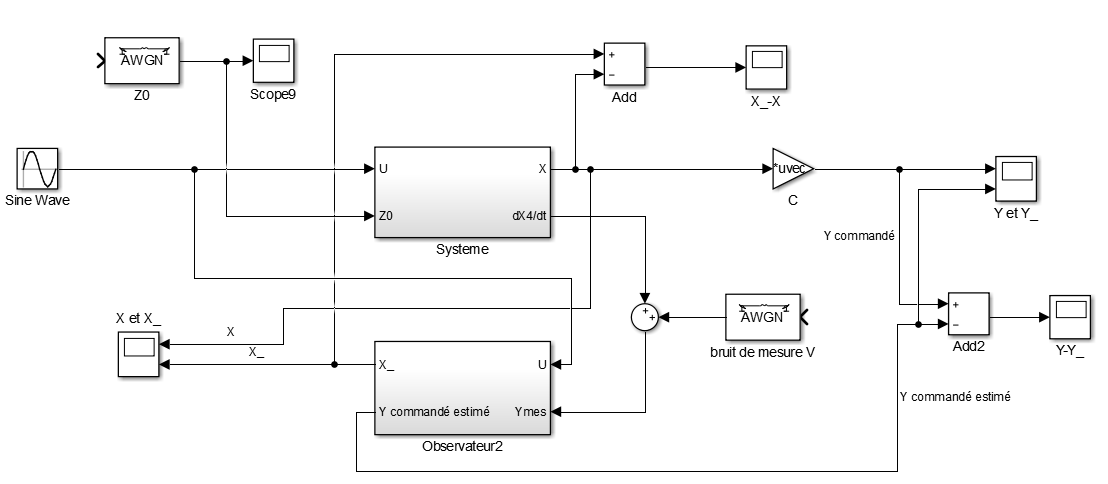 AWGN
Z0
Scope9
+
−
Add
X_-X
Sine Wave
U
X
Z0
dX4/dt
Systeme
*uvec
C
Y et Y_
Y commandé
X et X_
X
X_
+
+
AWGN
bruit de mesure V
+
−
Add2
Y-Y_
X_
U
Y commandé estimé
Ymes
Observateur2
Y commandé estimé